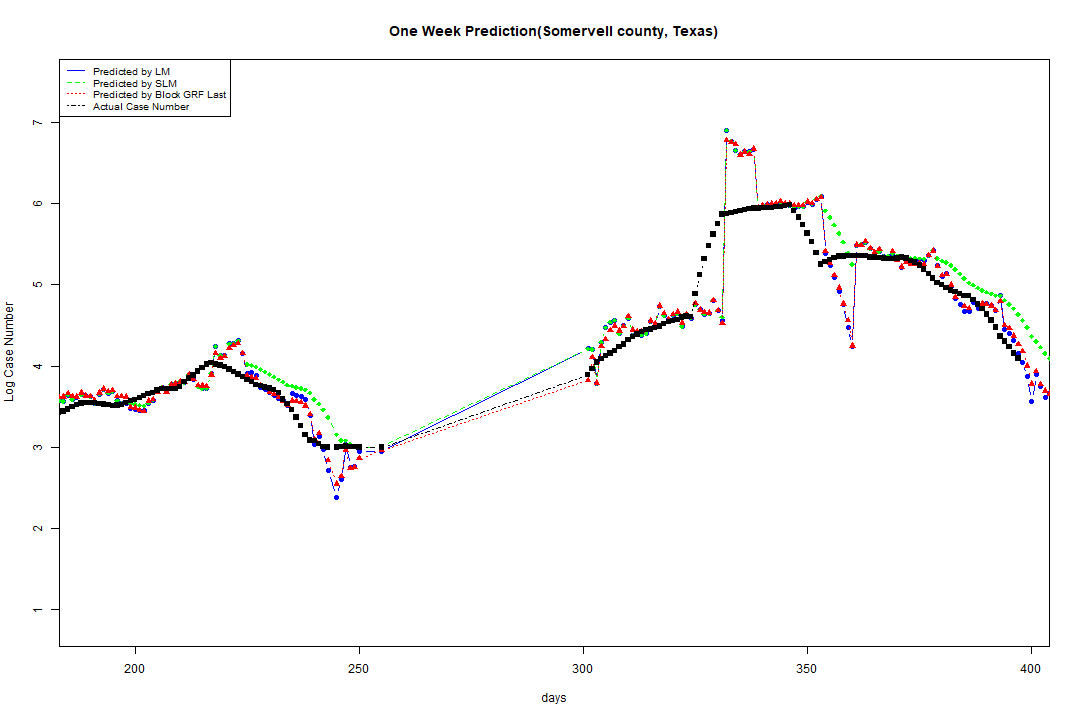 One Week Prediction(Somervell county, Texas)
Predicted by LM
Predicted by SLM
Predicted by Block GRF Last
Actual Case Number
7
6
5
4
3
2
1
Log Case Number
200
250
300
350
400
days